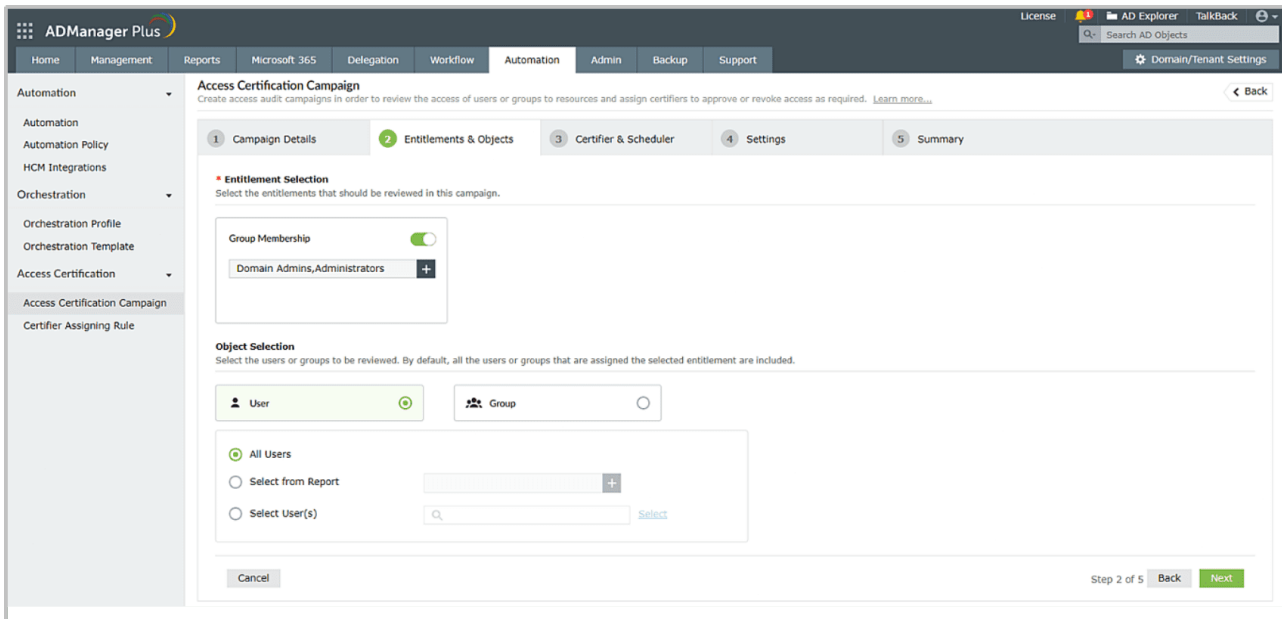 License
1
AD Explorer
TalkBack
ADManager Plus
Search AD Objects
Home
Management
Reports
Microsoft 365
Delegation
Workflow
Automation
Admin
Backup
Support
Domain/Tenant Settings
Automation
Automation
Automation Policy
HCM Integrations
Orchestration
Orchestration Profile
Orchestration Template
Access Certification
Access Certification Campaign
Certifier Assigning Rule
Access Certification Campaign
Create access audit campaigns in order to review the access of users or groups to resources and assign certifiers to approve or revoke access as required. Learn more...
Back
1 Campaign Details
2 Entitlements & Objects
3 Certifier & Scheduler
4 Settings
5 Summary
* Entitlement Selection
Select the entitlements that should be reviewed in this campaign.
Group Membership
Domain Admins,Administrators
Object Selection
Select the users or groups to be reviewed. By default, all the users or groups that are assigned the selected entitlement are included.
User
Group
All Users
Select from Report
Select User(s)
Select
Cancel
Step 2 of 5
Back
Next